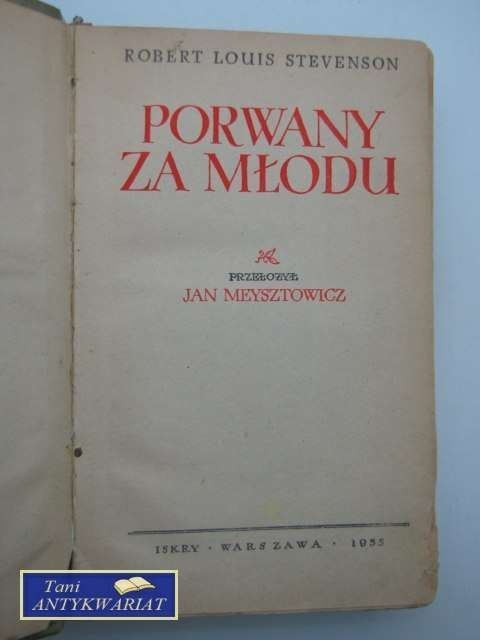 ROBERT LOUIS STEVENSON
PORWANY
ZA MŁODU
PRZEŁOŻYŁ
JAN MEYSZTOWICZ
ISKRY · WARSZAWA · 1955
Tani
ANTYKWARIAT